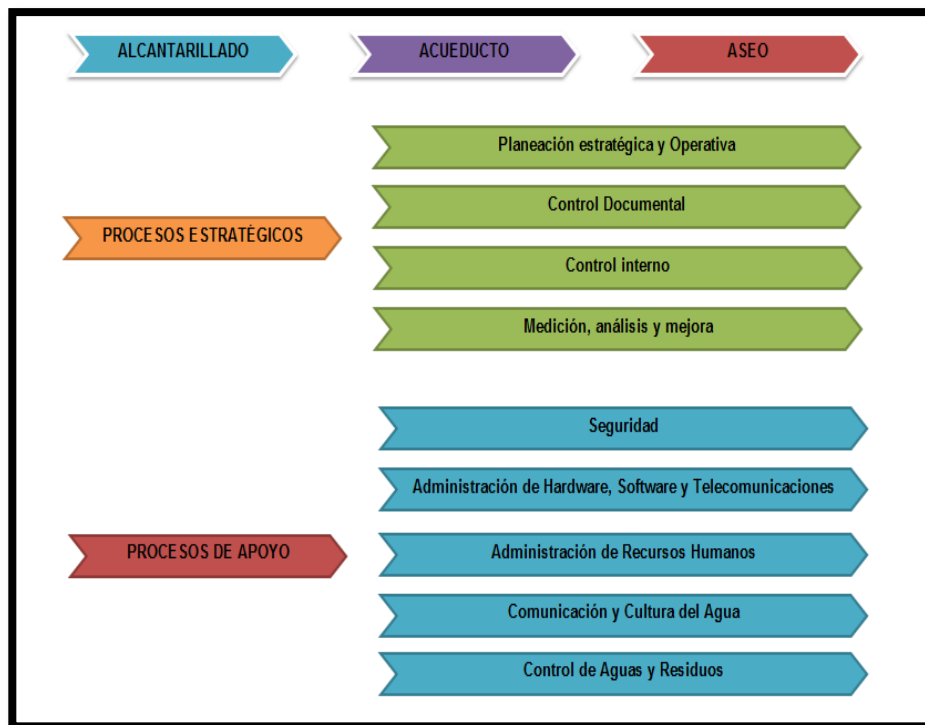 ALCANTARILLADO
ACUEDUCTO
ASEO
Planeación estratégica y Operativa
Control Documental
PROCESOS ESTRATÉGICOS
Control interno
Medición, análisis y mejora
Seguridad
Administración de Hardware, Software y Telecomunicaciones
PROCESOS DE APOYO
Administración de Recursos Humanos
Comunicación y Cultura del Agua
Control de Aguas y Residuos